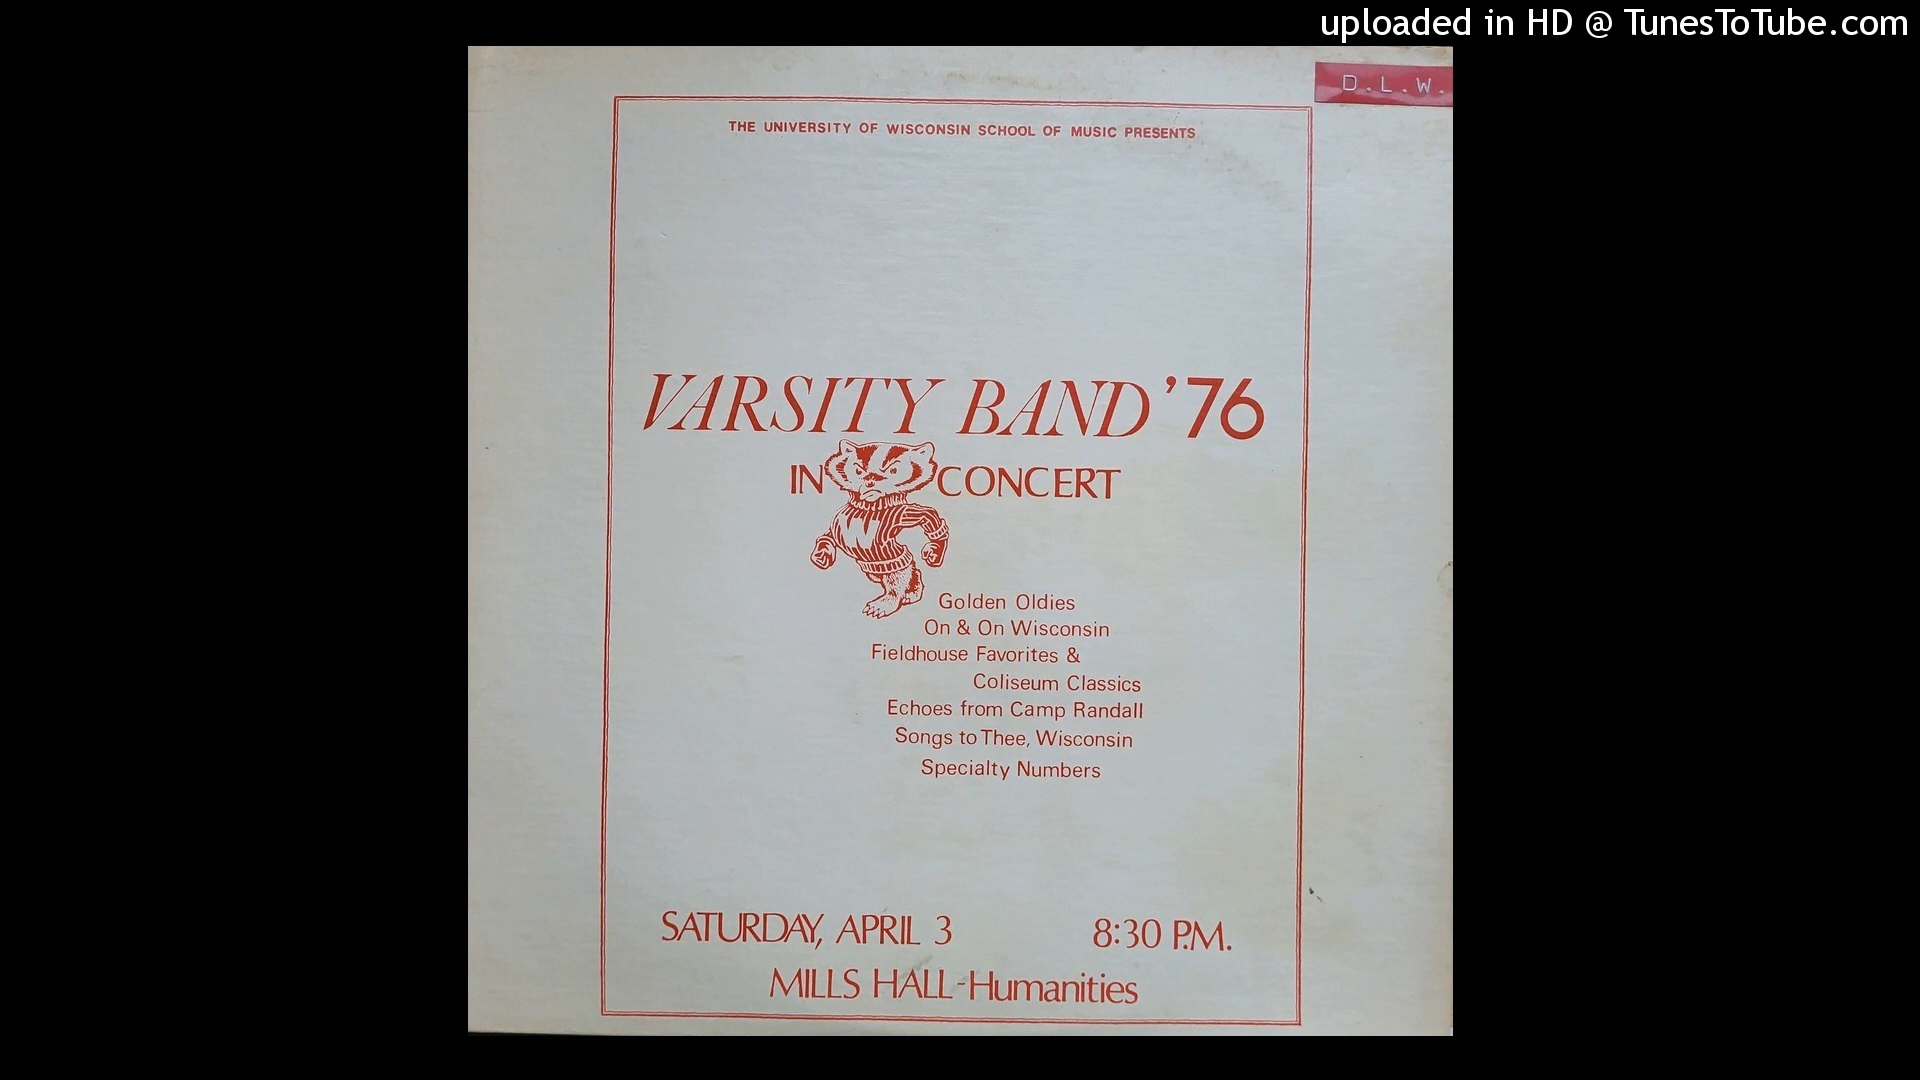 uploaded in HD @ TunesToTube.com
D.L.W.
THE UNIVERSITY OF WISCONSIN SCHOOL OF MUSIC PRESENTS
VARSITY BAND '76
IN CONCERT
Golden Oldies
On & On Wisconsin
Fieldhouse Favorites &
Coliseum Classics
Echoes from Camp Randall
Songs to Thee, Wisconsin
Specialty Numbers
SATURDAY, APRIL 3 8:30 P.M.
MILLS HALL-Humanities